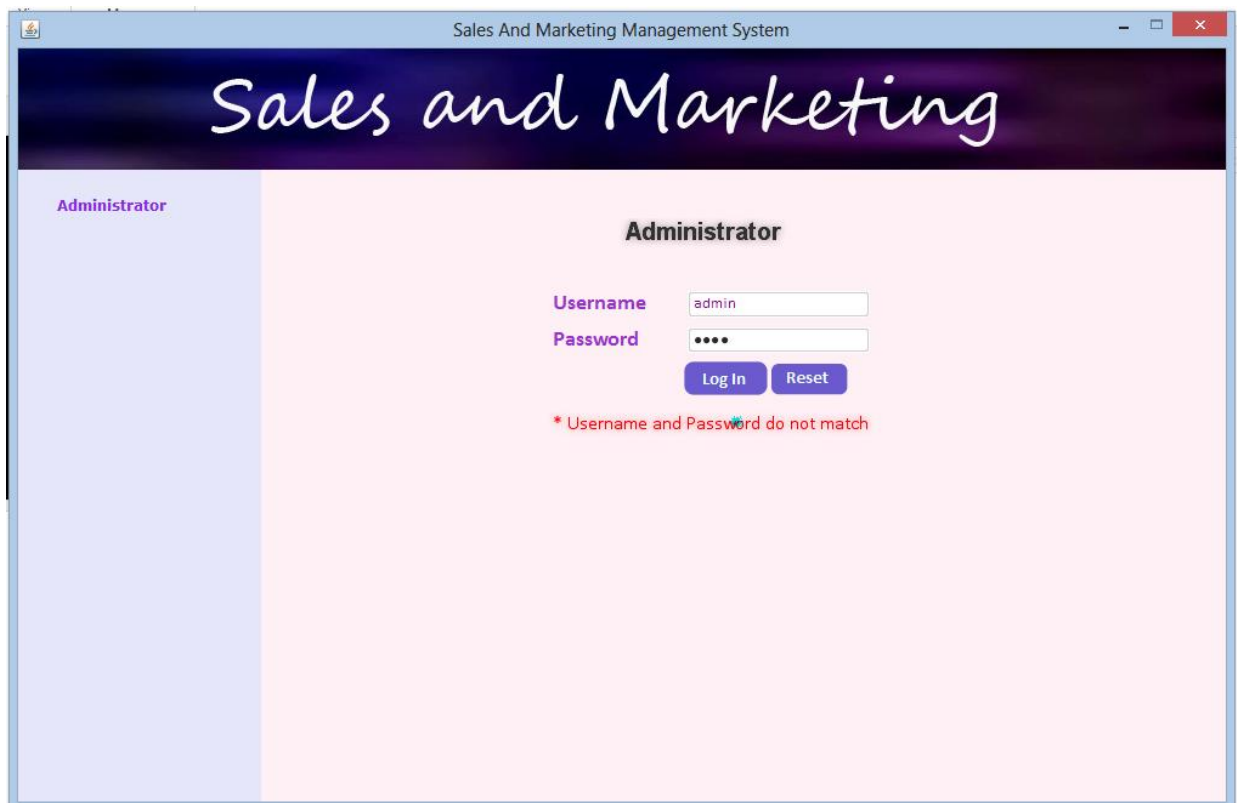 Sales And Marketing Management System
Sales and Marketing
Administrator
Administrator
Username admin
Password ••••
Log In Reset
* Username and Password do not match